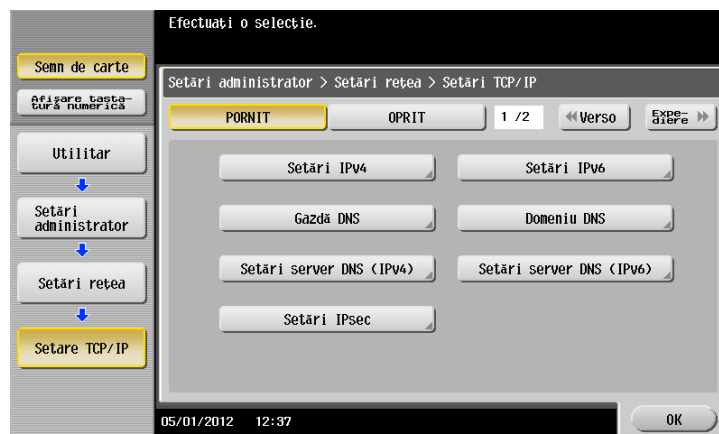 Efectuați o selecție.
Semn de carte
Afișare tasta-
tură numerică
Utilitar
Setări
administrator
Setări rețea
Setare TCP/IP
Setări administrator > Setări rețea > Setări TCP/IP
PORNIT OPRIT 1 /2 Verso Expe-
diere
Setări IPv4 Setări IPv6
Gazdă DNS Domeniu DNS
Setări server DNS (IPv4) Setări server DNS (IPv6)
Setări IPsec
05/01/2012 12:37
OK